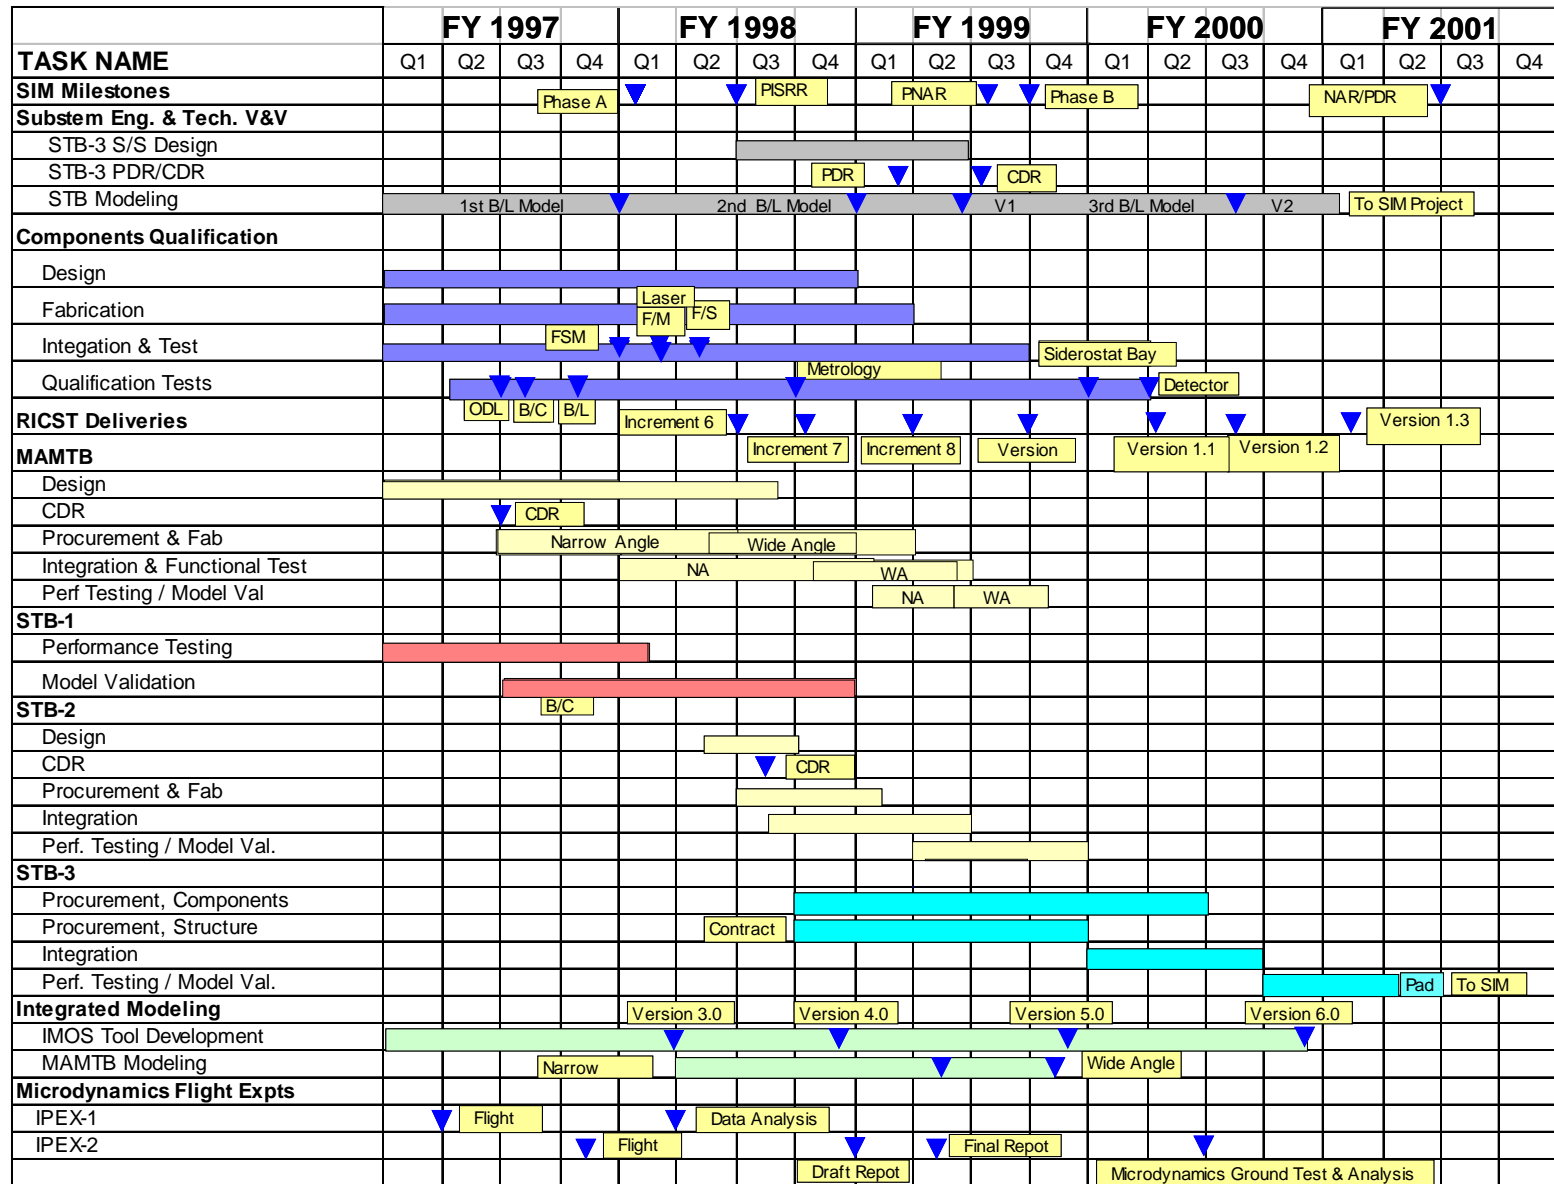 FY 1997 FY 1998 FY 1999 FY 2000 FY 2001
TASK NAME Q1 Q2 Q3 Q4 Q1 Q2 Q3 Q4 Q1 Q2 Q3 Q4 Q1 Q2 Q3 Q4 Q1 Q2 Q3 Q4
SIM Milestones Phase A PISRR PNAR Phase B NAR/PDR
Substem Eng. & Tech. V&V
STB-3 S/S Design
STB-3 PDR/CDR PDR CDR
STB Modeling 1st B/L Model 2nd B/L Model V1 3rd B/L Model V2 To SIM Project
Components Qualification
Design
Laser
Fabrication F/M F/S
FSM
Integation & Test Siderostat Bay
Metrology
Qualification Tests Detector
ODL B/C B/L
RICST Deliveries Increment 6 Version 1.3
Increment 7 Increment 8 Version Version 1.1 Version 1.2
MAMTB
Design
CDR CDR
Procurement & Fab Narrow Angle Wide Angle
Integration & Functional Test NA WA
Perf Testing / Model Val NA WA
STB-1
Performance Testing
Model Validation
B/C
STB-2
Design
CDR CDR
Procurement & Fab
Integration
Perf. Testing / Model Val.
STB-3
Procurement, Components
Procurement, Structure Contract
Integration
Perf. Testing / Model Val. Pad To SIM
Integrated Modeling Version 3.0 Version 4.0 Version 5.0 Version 6.0
IMOS Tool Development
MAMTB Modeling Narrow Wide Angle
Microdynamics Flight Expts
IPEX-1 Flight Data Analysis
IPEX-2 Flight Final Repot
Draft Repot Microdynamics Ground Test & Analysis